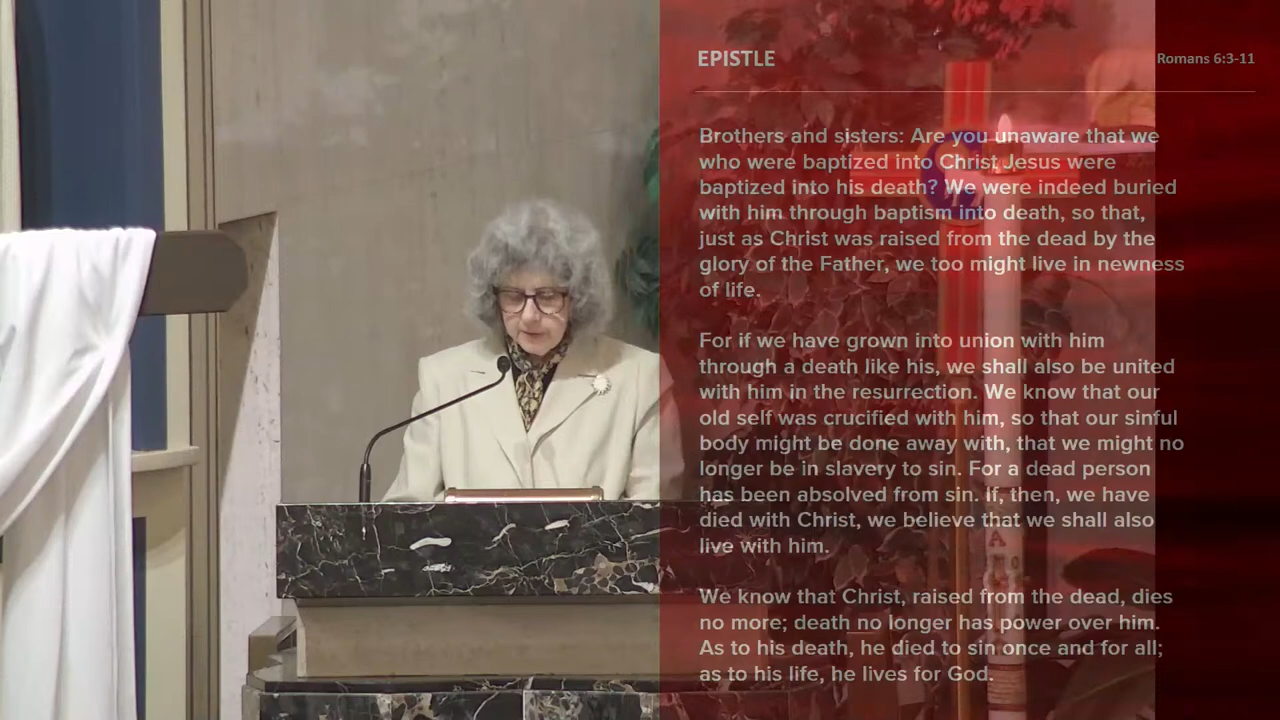 EPISTLE
Romans 6:3-11
Brothers and sisters: Are you unaware that we
who were baptized into Christ Jesus were
baptized into his death? We were indeed buried
with him through baptism into death, so that,
just as Christ was raised from the dead by the
glory of the Father, we too might live in newness
of life.
For if we have grown into union with him
through a death like his, we shall also be united
with him in the resurrection. We know that our
old self was crucified with him, so that our sinful
body might be done away with, that we might no
longer be in slavery to sin. For a dead person
has been absolved from sin. If, then, we have
died with Christ, we believe that we shall also
live with him.
We know that Christ, raised from the dead, dies
no more; death no longer has power over him.
As to his death, he died to sin once and for all;
as to his life, he lives for God.
A